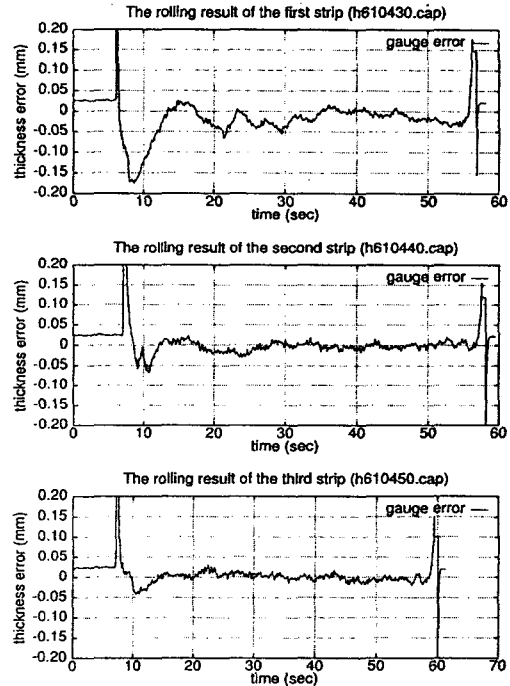 The rolling result of the first strip (h610430.cap)
0.20
0.15
0.10
0.05
0
-0.05
-0.10
-0.15
-0.20
thickness error (mm)
gauge error
0 10 20 30 40 50 60
time (sec)
The rolling result of the second strip (h610440.cap)
0.20
0.15
0.10
0.05
0
-0.05
-0.10
-0.15
-0.20
thickness error (mm)
gauge error
0 10 20 30 40 50 60
time (sec)
The rolling result of the third strip (h610450.cap)
0.20
0.15
0.10
0.05
0
-0.05
-0.10
-0.15
-0.20
thickness error (mm)
gauge error
0 10 20 30 40 50 60 70
time (sec)